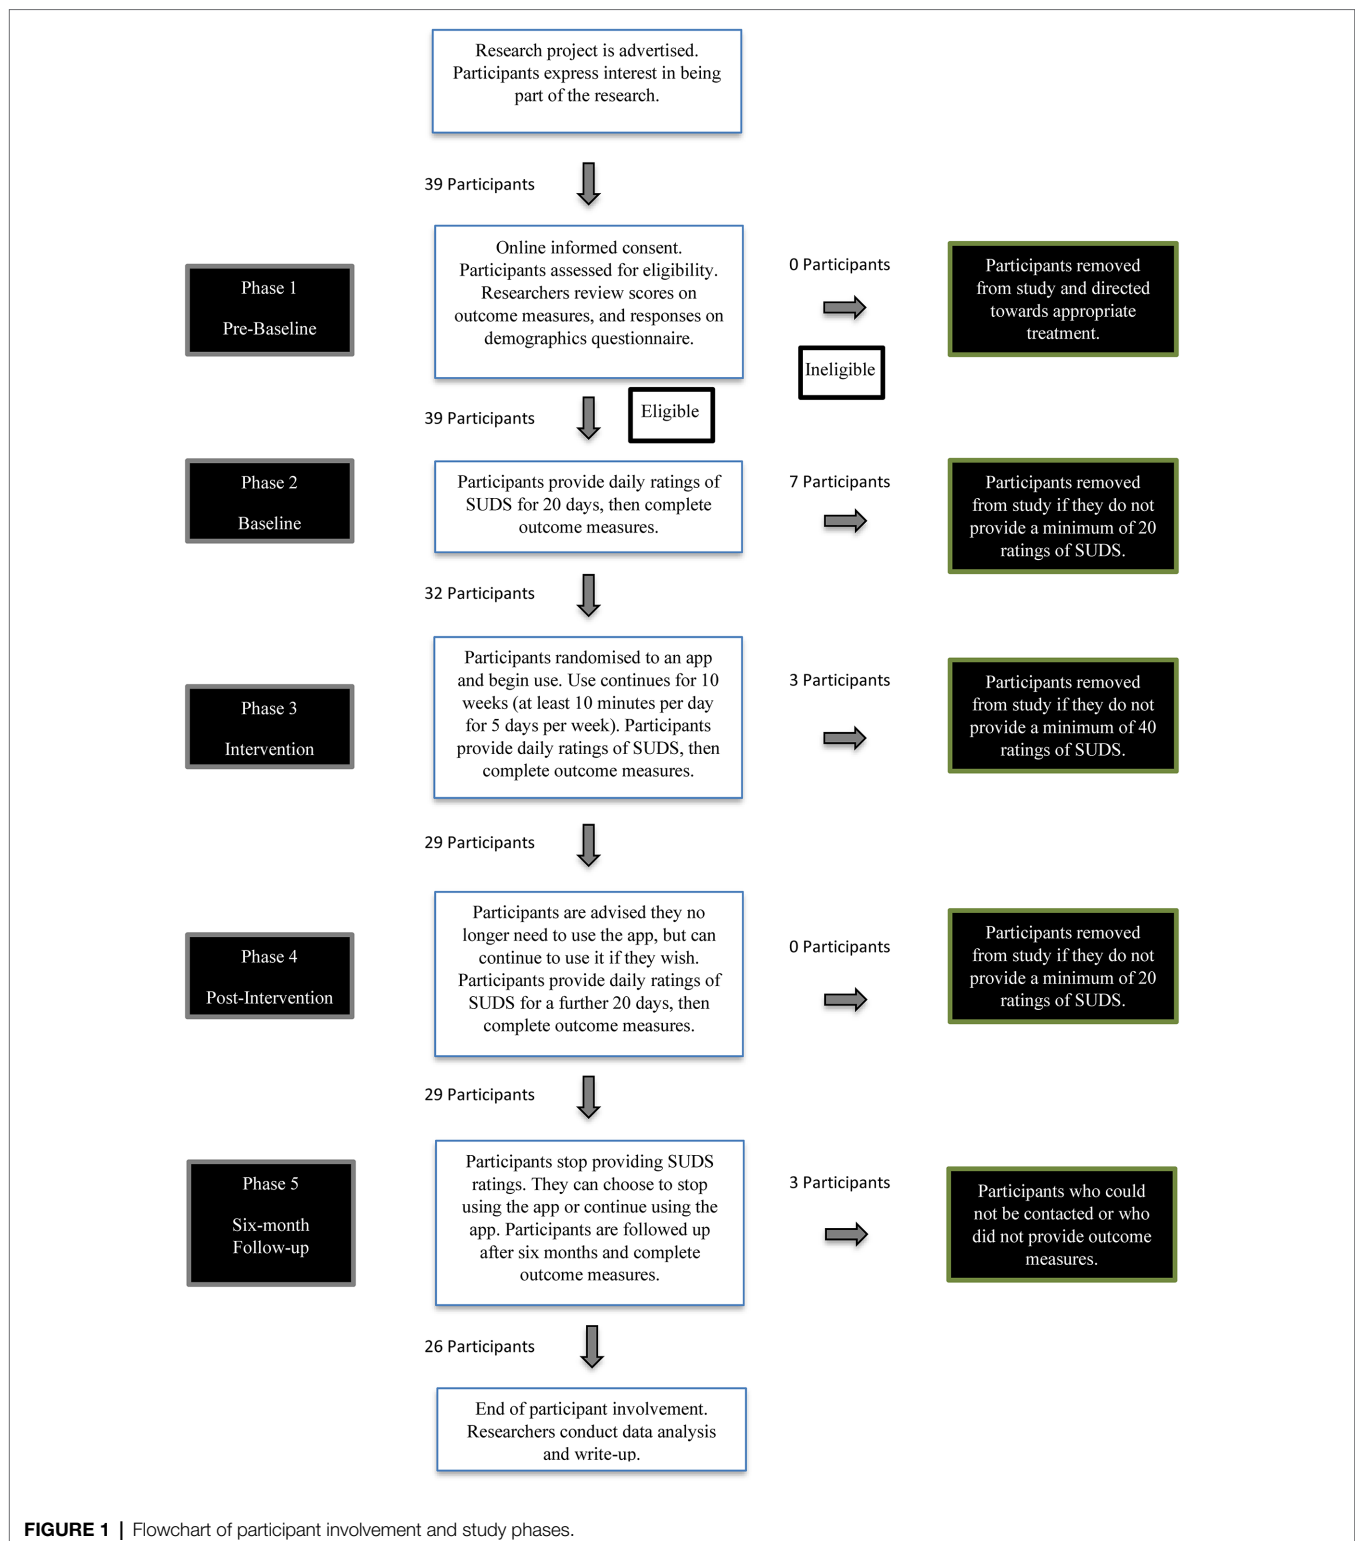 Research project is advertised.
Participants express interest in being
part of the research.
39 Participants
Phase 1
Pre-Baseline
Online informed consent.
Participants assessed for eligibility.
Researchers review scores on
outcome measures, and responses on
demographics questionnaire.
0 Participants
Ineligible
Participants removed
from study and directed
towards appropriate
treatment.
39 Participants
Eligible
Phase 2
Baseline
Participants provide daily ratings of
SUDS for 20 days, then complete
outcome measures.
7 Participants
Participants removed
from study if they do not
provide a minimum of 20
ratings of SUDS.
32 Participants
Phase 3
Intervention
Participants randomised to an app
and begin use. Use continues for 10
weeks (at least 10 minutes per day
for 5 days per week). Participants
provide daily ratings of SUDS, then
complete outcome measures.
3 Participants
Participants removed
from study if they do not
provide a minimum of 40
ratings of SUDS.
29 Participants
Phase 4
Post-Intervention
Participants are advised they no
longer need to use the app, but can
continue to use it if they wish.
Participants provide daily ratings of
SUDS for a further 20 days, then
complete outcome measures.
0 Participants
Participants removed
from study if they do not
provide a minimum of 20
ratings of SUDS.
29 Participants
Phase 5
Six-month
Follow-up
Participants stop providing SUDS
ratings. They can choose to stop
using the app or continue using the
app. Participants are followed up
after six months and complete
outcome measures.
3 Participants
Participants who could
not be contacted or who
did not provide outcome
measures.
26 Participants
End of participant involvement.
Researchers conduct data analysis
and write-up.
FIGURE 1 | Flowchart of participant involvement and study phases.